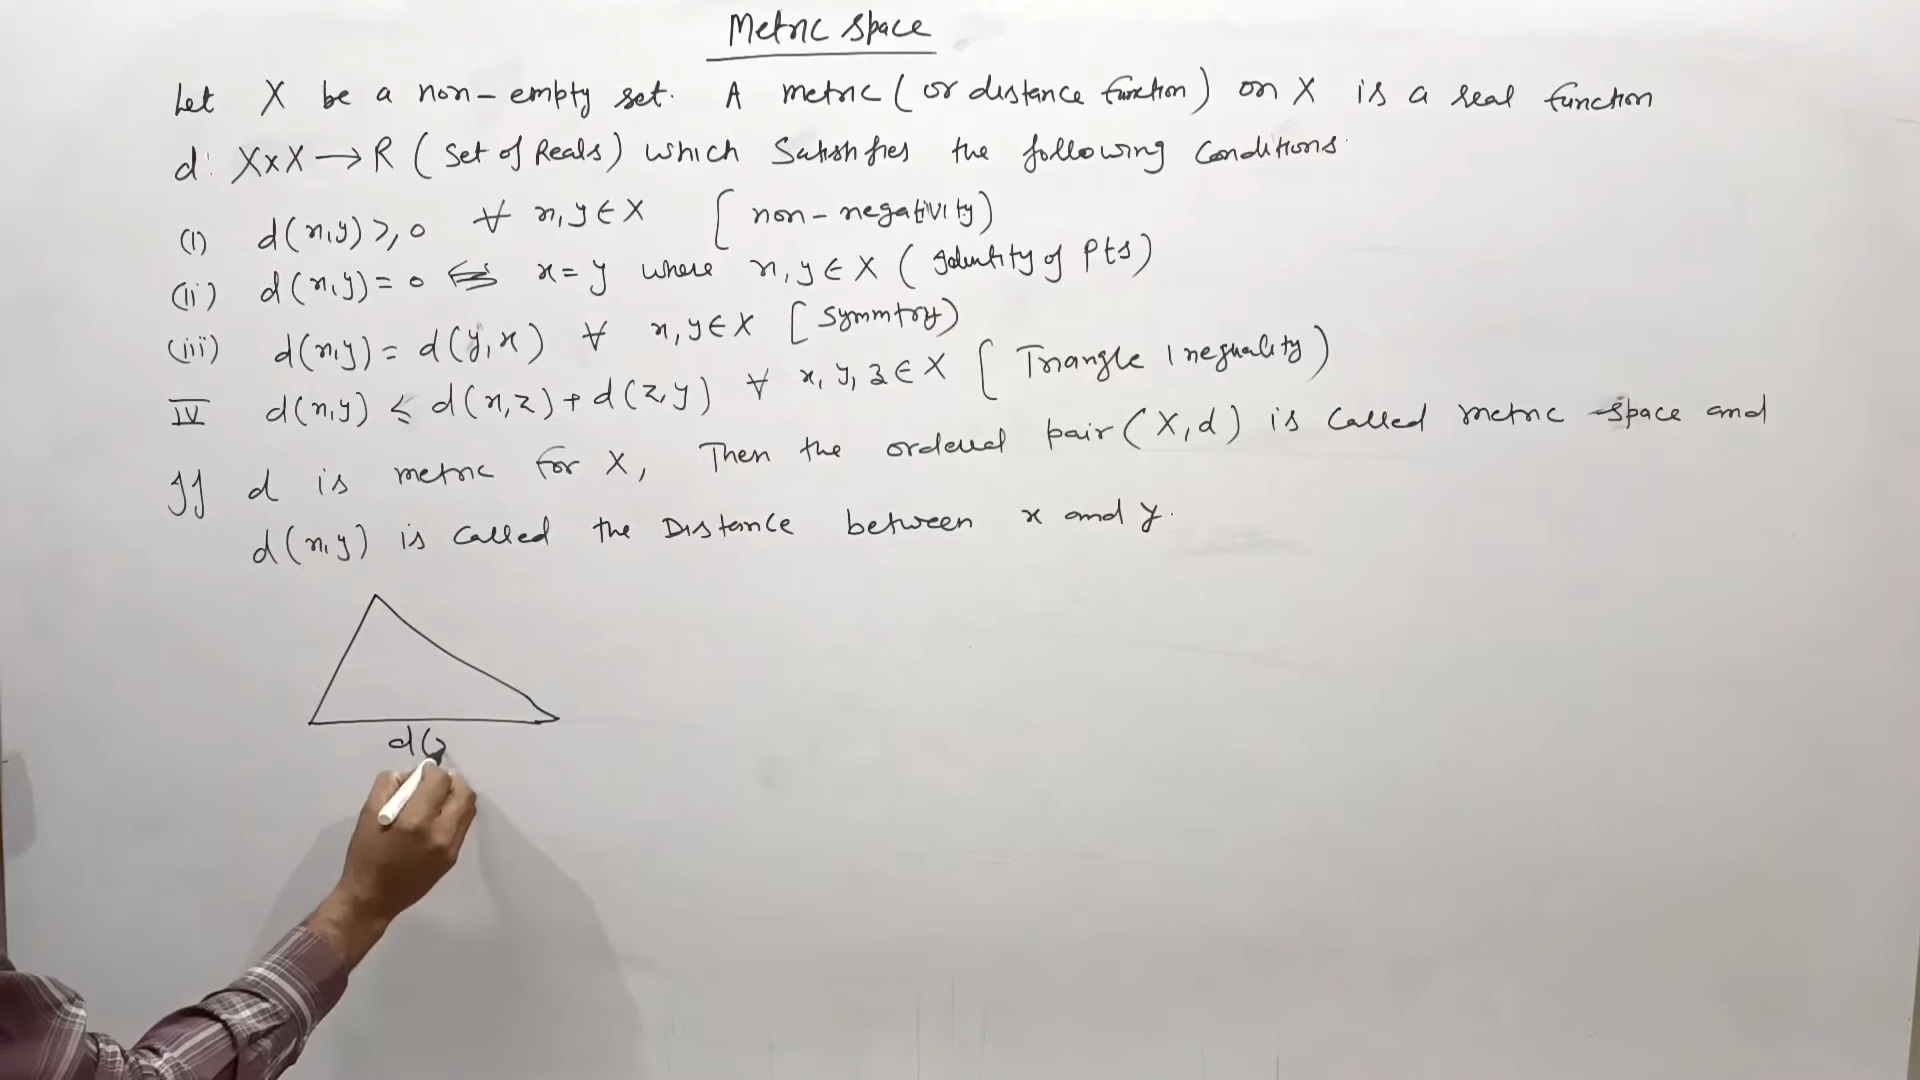 Metric space
Let X be a non-empty set. A metric (or distance function) on X is a real function
d: X×X → R (Set of Reals) which Satisfies the following Conditions.
(i) d(x,y) ≥ 0 ∀ x,y ∈ X [non-negativity)
(ii) d(x,y) = 0 ⇔ x = y where x,y ∈ X (Identity of pts)
(iii) d(x,y) = d(y,x) ∀ x,y ∈ X [Symmtry)
IV d(x,y) ≤ d(x,z) + d(z,y) ∀ x,y,z ∈ X [Triangle Inequality)
If d is metric for X, Then the ordered pair (X,d) is called metric space and
d(x,y) is called the Distance between x and y.
d(